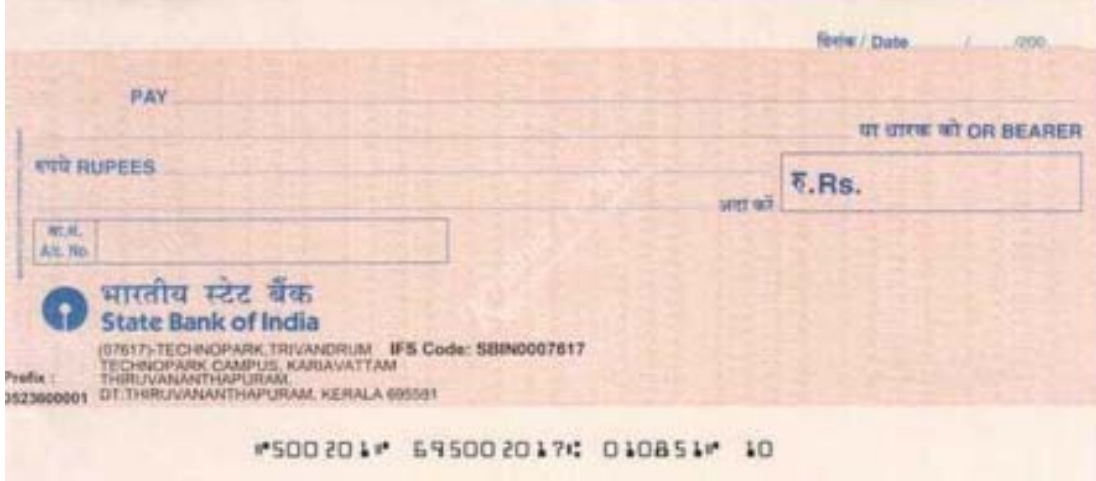 दिनांक / Date / /200
PAY
या धारक को OR BEARER
रुपये RUPEES
रु.Rs.
अदा करें
खा.सं.
A/c. No.
भारतीय स्टेट बैंक
State Bank of India
(07617)-TECHNOPARK, TRIVANDRUM IFS Code: SBIN0007617
TECHNOPARK CAMPUS, KARIAVATTAM
THIRUVANANTHAPURAM,
DT:THIRUVANANTHAPURAM, KERALA 695581
Prefix :
0523600001
⑈500201⑈ 695002017⑆ 010851⑈ 10